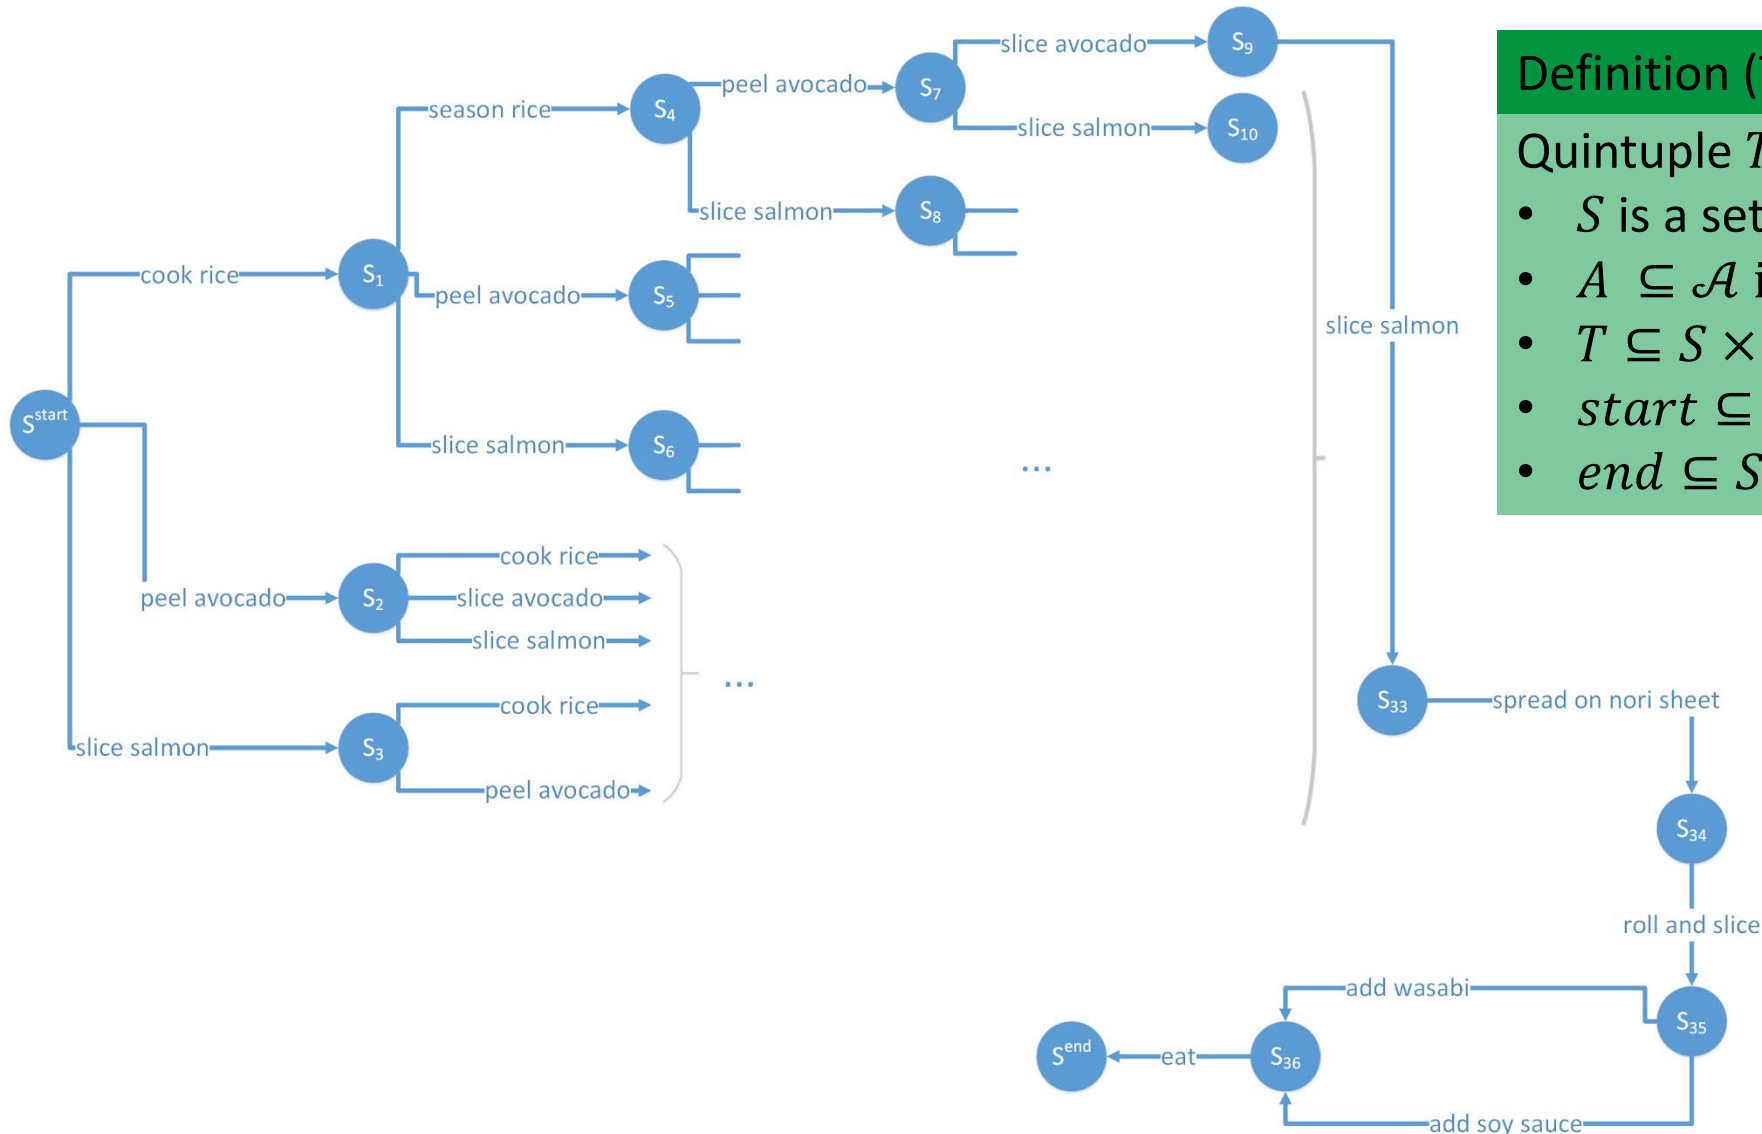 slice avocado
S9
Definition (
peel avocado
S7
season rice
S4
slice salmon
S10
Quintuple T
slice salmon
S8
• S is a set
cook rice
S1
peel avocado
S5
• A ⊆ 𝒜 i
slice salmon
• T ⊆ S ×
Sstart
slice salmon
S6
• start ⊆
...
• end ⊆ S
cook rice
peel avocado
S2
slice avocado
slice salmon
...
cook rice
slice salmon
S3
peel avocado
S33
spread on nori sheet
S34
roll and slice
add wasabi
S35
Send
eat
S36
add soy sauce